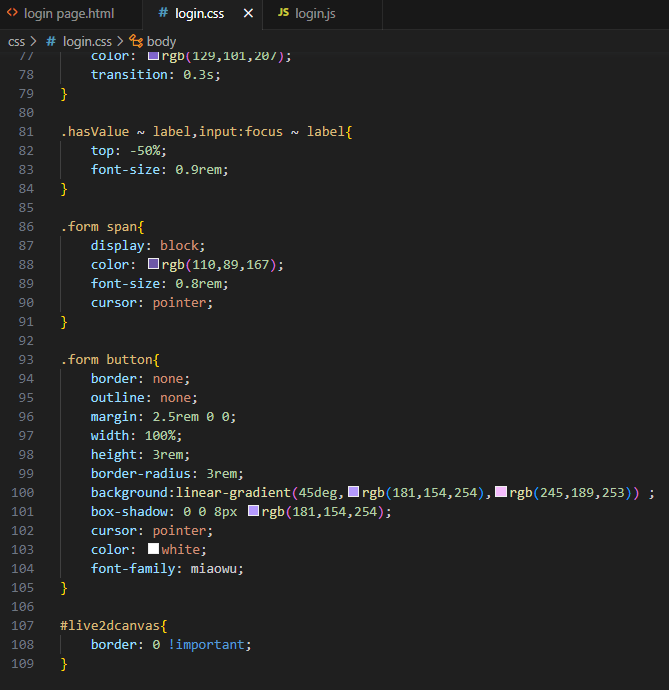 login page.html
# login.css ×
JS login.js
css > # login.css > body
77 color: rgb(129,101,207);
78 transition: 0.3s;
79 }
80
81 .hasValue ~ label,input:focus ~ label{
82 top: -50%;
83 font-size: 0.9rem;
84 }
85
86 .form span{
87 display: block;
88 color: rgb(110,89,167);
89 font-size: 0.8rem;
90 cursor: pointer;
91 }
92
93 .form button{
94 border: none;
95 outline: none;
96 margin: 2.5rem 0 0;
97 width: 100%;
98 height: 3rem;
99 border-radius: 3rem;
100 background:linear-gradient(45deg,rgb(181,154,254),rgb(245,189,253)) ;
101 box-shadow: 0 0 8px rgb(181,154,254);
102 cursor: pointer;
103 color: white;
104 font-family: miaowu;
105 }
106
107 #live2dcanvas{
108 border: 0 !important;
109 }